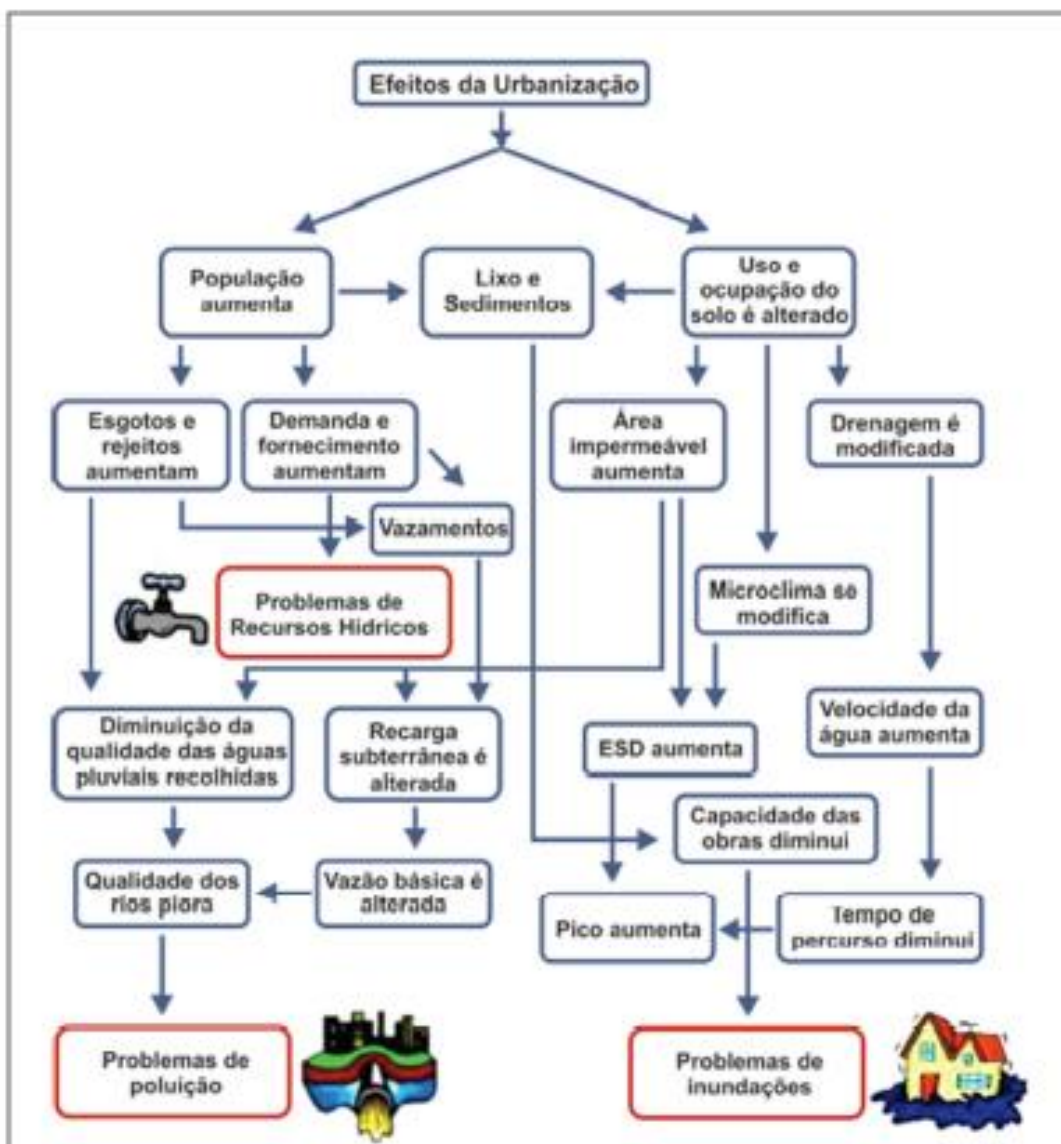 Efeitos da Urbanização
População
aumenta
Lixo e
Sedimentos
Uso e
ocupação do
solo é alterado
Esgotos e
rejeitos
aumentam
Demanda e
fornecimento
aumentam
Área
impermeável
aumenta
Drenagem é
modificada
Vazamentos
Problemas de
Recursos Hídricos
Microclima se
modifica
Diminuição da
qualidade das águas
pluviais recolhidas
Recarga
subterrânea é
alterada
ESD aumenta
Velocidade da
água aumenta
Capacidade das
obras diminui
Qualidade dos
rios piora
Vazão básica é
alterada
Pico aumenta
Tempo de
percurso diminui
Problemas de
poluição
Problemas de
inundações